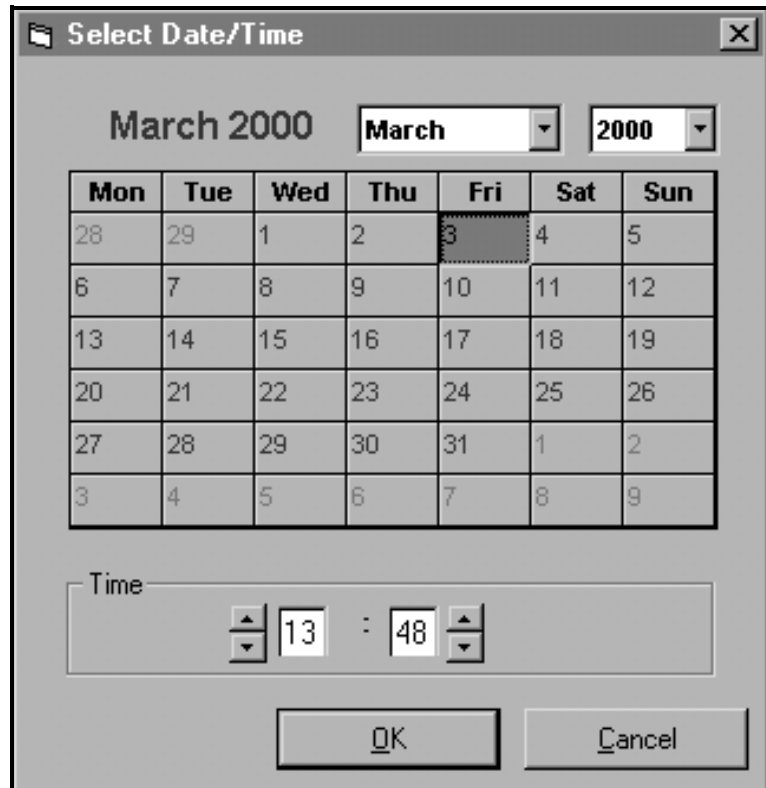 Select Date/Time
March 2000 March 2000
Mon Tue Wed Thu Fri Sat Sun
28 29 1 2 3 4 5
6 7 8 9 10 11 12
13 14 15 16 17 18 19
20 21 22 23 24 25 26
27 28 29 30 31 1 2
3 4 5 6 7 8 9
Time
13 : 48
OK Cancel